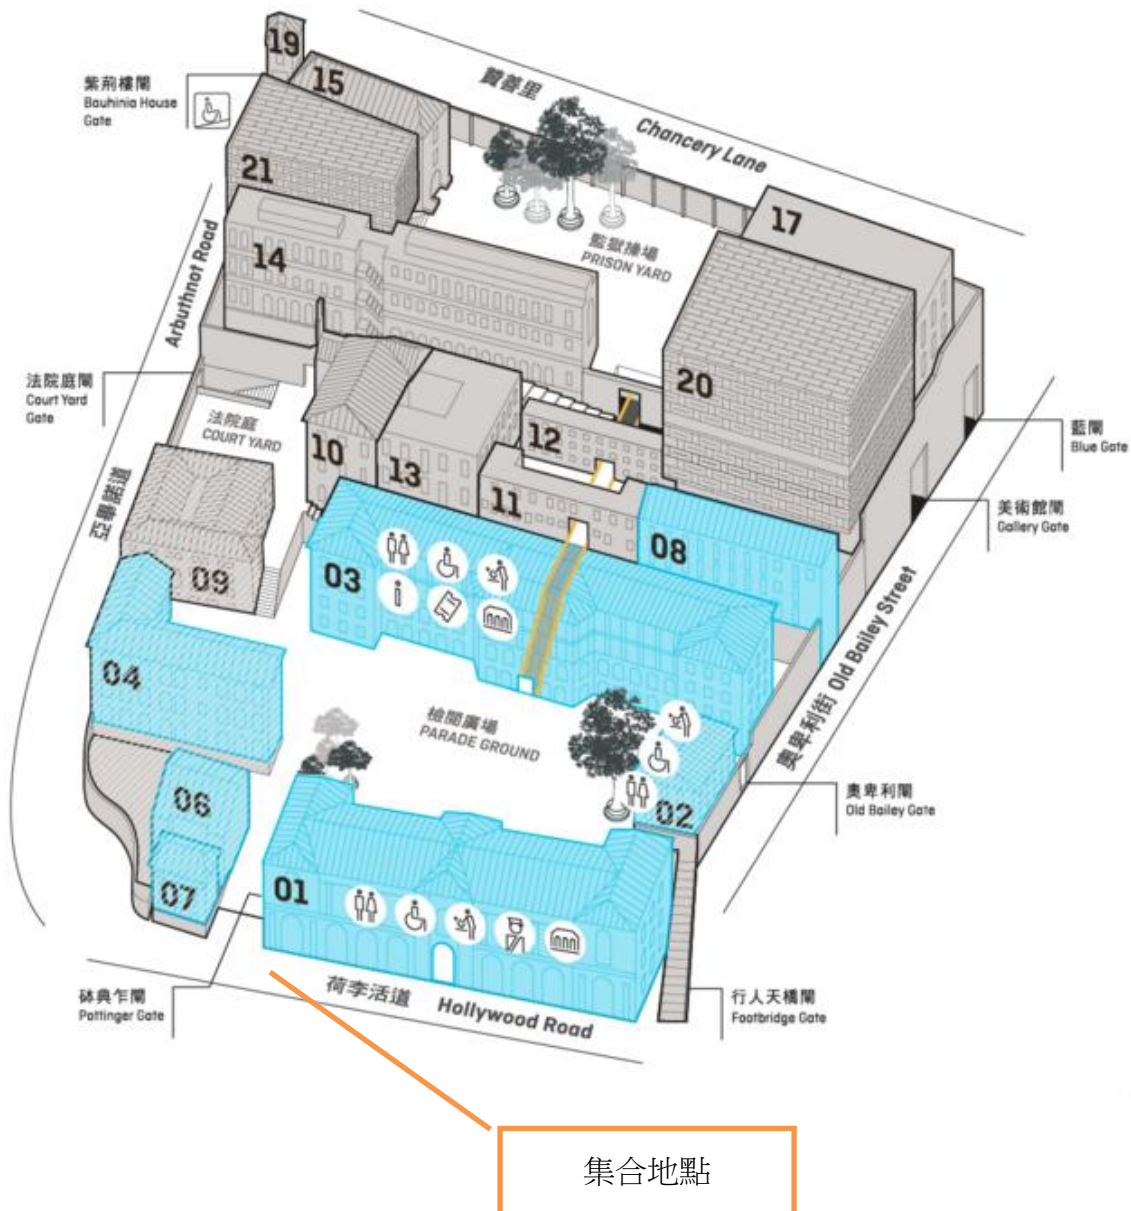 19
15
紫荊樓閘
Bauhinia House
Gate
贊善里
Chancery Lane
21
17
監獄操場
PRISON YARD
14
Arbuthnot Road
亞畢諾道
20
法院庭閘
Court Yard
Gate
法院庭
COURT YARD
10
13
12
11
藍閘
Blue Gate
美術館閘
Gallery Gate
08
03
09
奧卑利街 Old Bailey Street
04
檢閱廣場
PARADE GROUND
06
02
奧卑利閘
Old Bailey Gate
07
01
砵典乍閘
Pottinger Gate
荷李活道 Hollywood Road
行人天橋閘
Footbridge Gate
集合地點